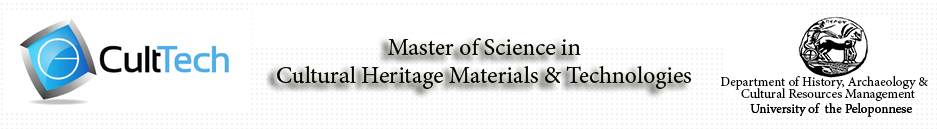 CultTech
Master of Science in
Cultural Heritage Materials & Technologies
Department of History, Archaeology &
Cultural Resources Management
University of the Peloponnese